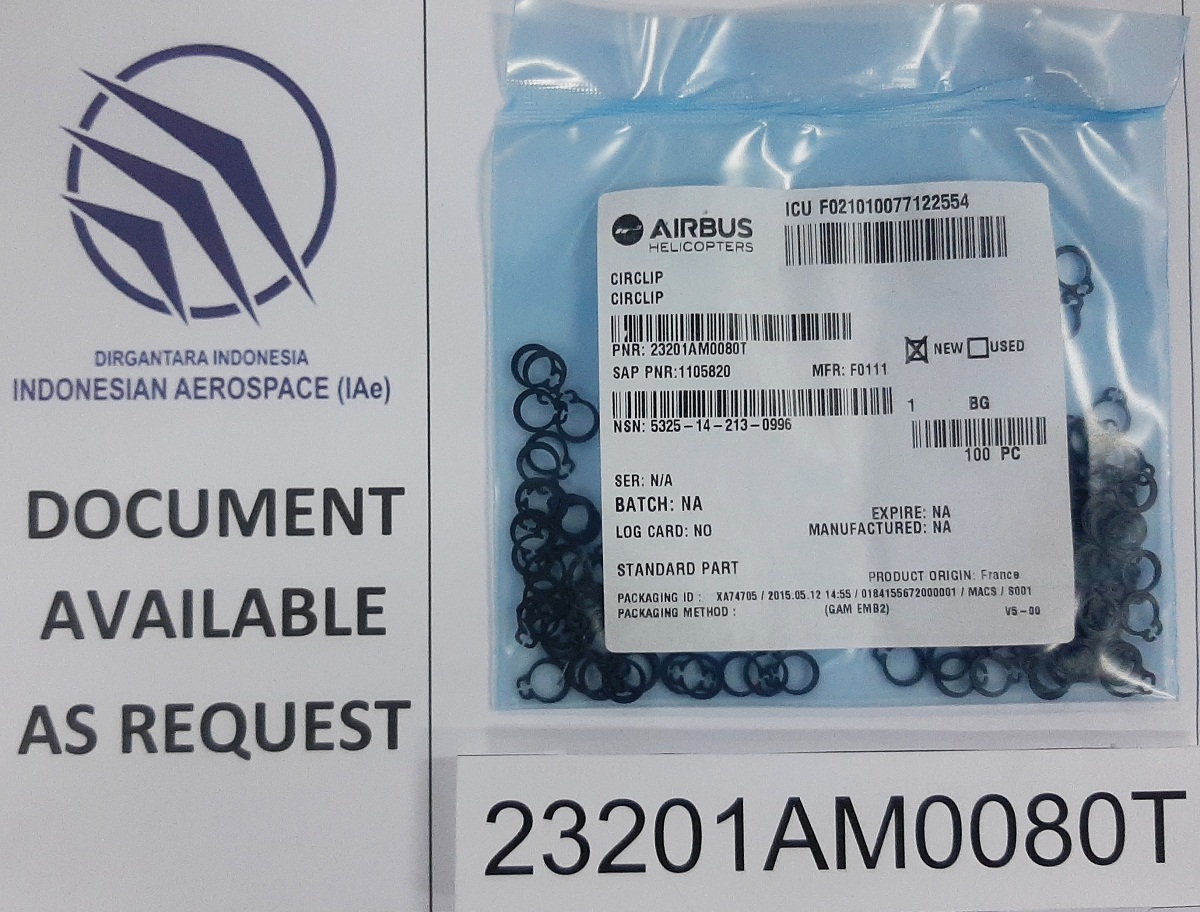 DIRGANTARA INDONESIA
INDONESIAN AEROSPACE (IAe)
DOCUMENT
AVAILABLE
AS REQUEST
AIRBUS
HELICOPTERS
ICU F021010077122554
CIRCLIP
CIRCLIP
PNR: 23201AM0080T
NEW USED
SAP PNR:1105820 MFR: F0111
1 BG
NSN: 5325-14-213-0996
100 PC
SER: N/A
BATCH: NA
EXPIRE: NA
LOG CARD: NO
MANUFACTURED: NA
STANDARD PART
PRODUCT ORIGIN: France
PACKAGING ID : XA74705 / 2015.05.12 14:55 / 0184155672000001 / MACS / S001
PACKAGING METHOD : (GAM EMB2) V5-00
23201AM0080T